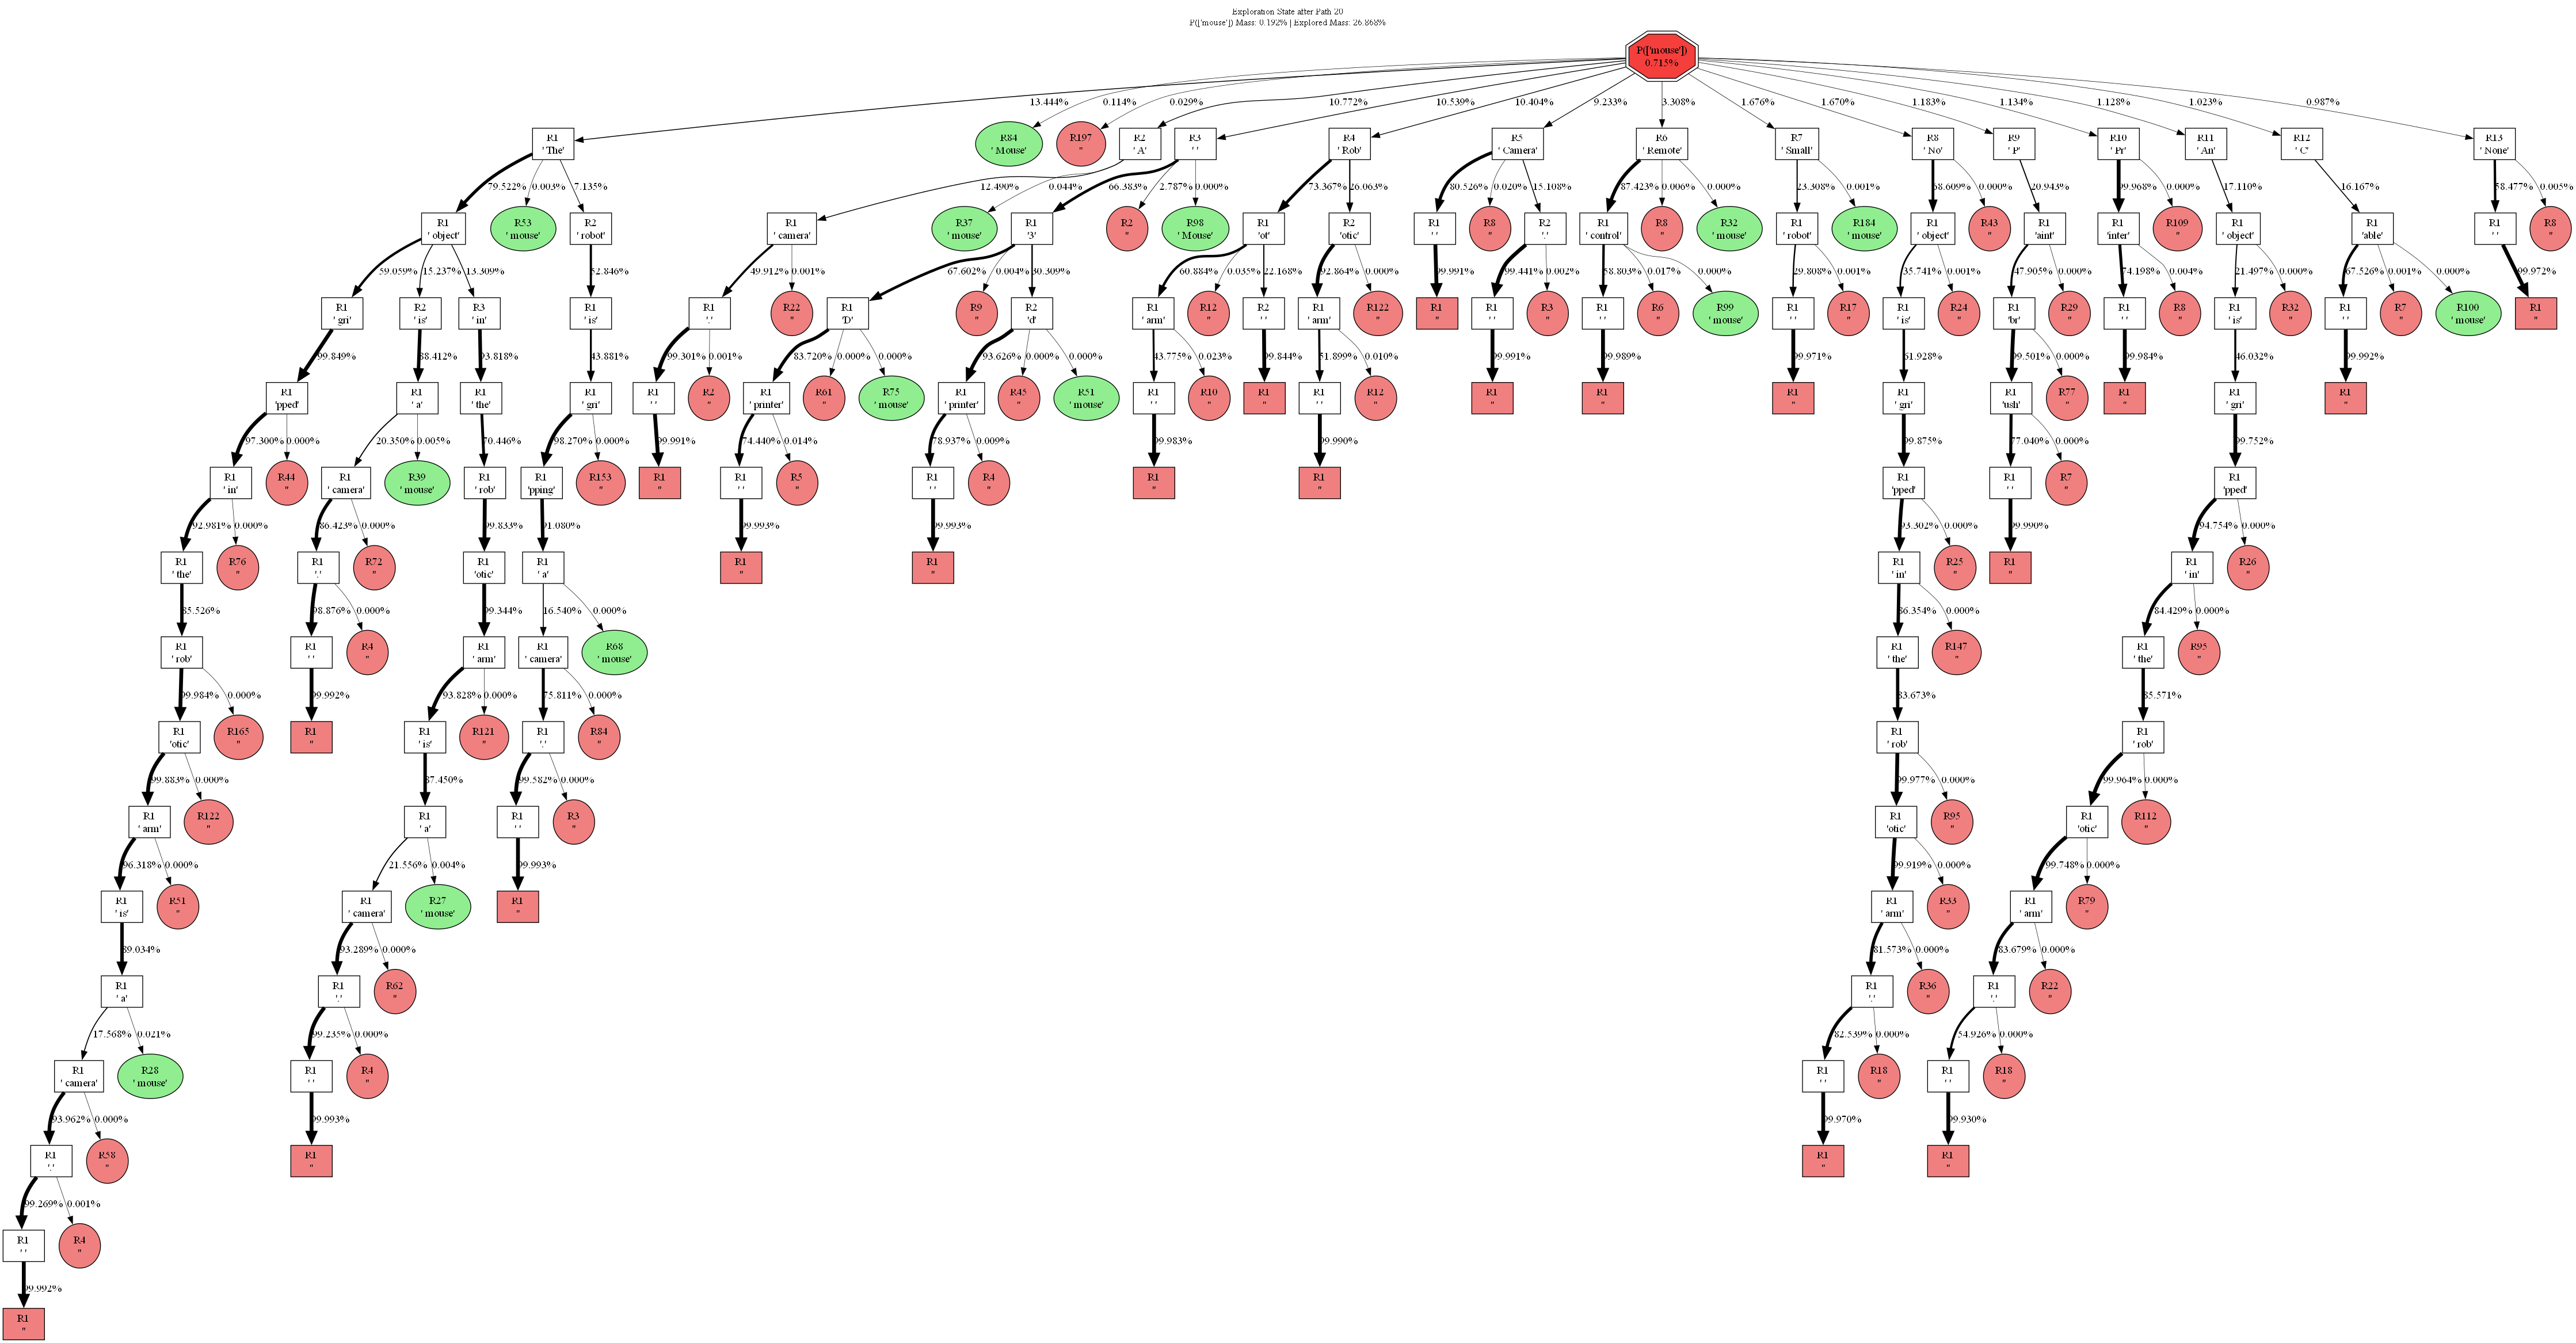 Exploration State after Path 20
P(['mouse']) Mass: 0.192% | Explored Mass: 26.868%
P(['mouse'])
0.715%
13.444% 0.114% 0.029% 10.772% 10.539% 10.404% 9.233% 3.308% 1.676% 1.670% 1.183% 1.134% 1.128% 1.023% 0.987%
R1 R84 R197 R2 R3 R4 R5 R6 R7 R8 R9 R10 R11 R12 R13
' The' ' Mouse' '' ' A' ' ' ' Rob' ' Camera' ' Remote' ' Small' ' No' ' P' ' Pr' ' An' ' C' ' None'
79.522% 0.003% 7.135% 12.490% 0.044% 66.383% 2.787% 0.000% 73.367% 26.063% 80.526% 0.020% 15.108% 87.423% 0.006% 0.000% 23.308% 0.001% 58.609% 0.000% 20.943% 99.968% 0.000% 17.110% 16.167% 58.477% 0.005%
R1 R53 R2 R1 R37 R1 R2 R98 R1 R2 R1 R8 R2 R1 R8 R32 R1 R184 R1 R43 R1 R1 R109 R1 R1 R1 R8
' object' ' mouse' ' robot' ' camera' ' mouse' '3' '' ' Mouse' 'ot' 'otic' ' ' '' '.' ' control' '' ' mouse' ' robot' ' mouse' ' object' '' 'aint' 'inter' '' ' object' 'able' ' ' ''
59.059% 15.237% 13.309% 52.846% 49.912% 0.001% 67.602% 0.004% 30.309% 60.884% 0.035% 22.168% 92.864% 0.000% 99.991% 99.441% 0.002% 58.803% 0.017% 0.000% 29.808% 0.001% 35.741% 0.001% 47.905% 0.000% 74.198% 0.004% 21.497% 0.000% 67.526% 0.001% 0.000% 99.972%
R1 R2 R3 R1 R1 R22 R1 R9 R2 R1 R12 R2 R1 R122 R1 R1 R3 R1 R6 R99 R1 R17 R1 R24 R1 R29 R1 R8 R1 R32 R1 R7 R100 R1
' gri' ' is' ' in' ' is' '.' '' 'D' '' 'd' ' arm' '' ' ' ' arm' '' '' ' ' '' ' ' '' ' mouse' ' ' '' ' is' '' 'br' '' ' ' '' ' is' '' ' ' '' ' mouse' ''
99.849% 88.412% 93.818% 43.881% 99.301% 0.001% 83.720% 0.000% 0.000% 93.626% 0.000% 0.000% 43.775% 0.023% 99.844% 51.899% 0.010% 99.991% 99.989% 99.971% 51.928% 99.501% 0.000% 99.984% 46.032% 99.992%
R1 R1 R1 R1 R1 R2 R1 R61 R75 R1 R45 R51 R1 R10 R1 R1 R12 R1 R1 R1 R1 R1 R77 R1 R1 R1
'pped' ' a' ' the' ' gri' ' ' '' ' printer' '' ' mouse' ' printer' '' ' mouse' ' ' '' '' ' ' '' '' '' '' ' gri' 'ush' '' '' ' gri' ''
97.300% 0.000% 20.350% 0.005% 70.446% 98.270% 0.000% 99.991% 74.440% 0.014% 78.937% 0.009% 99.983% 99.990% 99.875% 77.040% 0.000% 99.752%
R1 R44 R1 R39 R1 R1 R153 R1 R1 R5 R1 R4 R1 R1 R1 R1 R7 R1
' in' '' ' camera' ' mouse' ' rob' 'pping' '' '' ' ' '' ' ' '' '' '' 'pped' ' ' '' 'pped'
92.981% 0.000% 86.423% 0.000% 99.833% 91.080% 99.993% 99.993% 93.302% 0.000% 99.990% 94.754% 0.000%
R1 R76 R1 R72 R1 R1 R1 R1 R1 R25 R1 R1 R26
' the' '' '.' '' 'otic' ' a' '' '' ' in' '' '' ' in' ''
85.526% 98.876% 0.000% 99.344% 16.540% 0.000% 86.354% 0.000% 84.429% 0.000%
R1 R1 R4 R1 R1 R68 R1 R147 R1 R95
' rob' ' ' '' ' arm' ' camera' ' mouse' ' the' '' ' the' ''
99.984% 0.000% 99.992% 93.828% 0.000% 75.811% 0.000% 83.673% 85.571%
R1 R165 R1 R1 R121 R1 R84 R1 R1
'otic' '' '' ' is' '' '.' '' ' rob' ' rob'
99.883% 0.000% 87.450% 99.582% 0.000% 99.977% 0.000% 99.964% 0.000%
R1 R122 R1 R1 R3 R1 R95 R1 R112
' arm' '' ' a' ' ' '' 'otic' '' 'otic' ''
96.318% 0.000% 21.556% 0.004% 99.993% 99.919% 0.000% 99.748% 0.000%
R1 R51 R1 R27 R1 R1 R33 R1 R79
' is' '' ' camera' ' mouse' '' ' arm' '' ' arm' ''
89.034% 93.289% 0.000% 81.573% 0.000% 83.679% 0.000%
R1 R1 R62 R1 R36 R1 R22
' a' '.' '' '.' '' '.' ''
17.568% 0.021% 99.235% 0.000% 82.539% 0.000% 54.926% 0.000%
R1 R28 R1 R4 R1 R18 R1 R18
' camera' ' mouse' ' ' '' ' ' '' ' ' ''
93.962% 0.000% 99.993% 99.970% 99.930%
R1 R58 R1 R1 R1
'.' '' '' '' ''
99.269% 0.001%
R1 R4
' ' ''
99.992%
R1
''